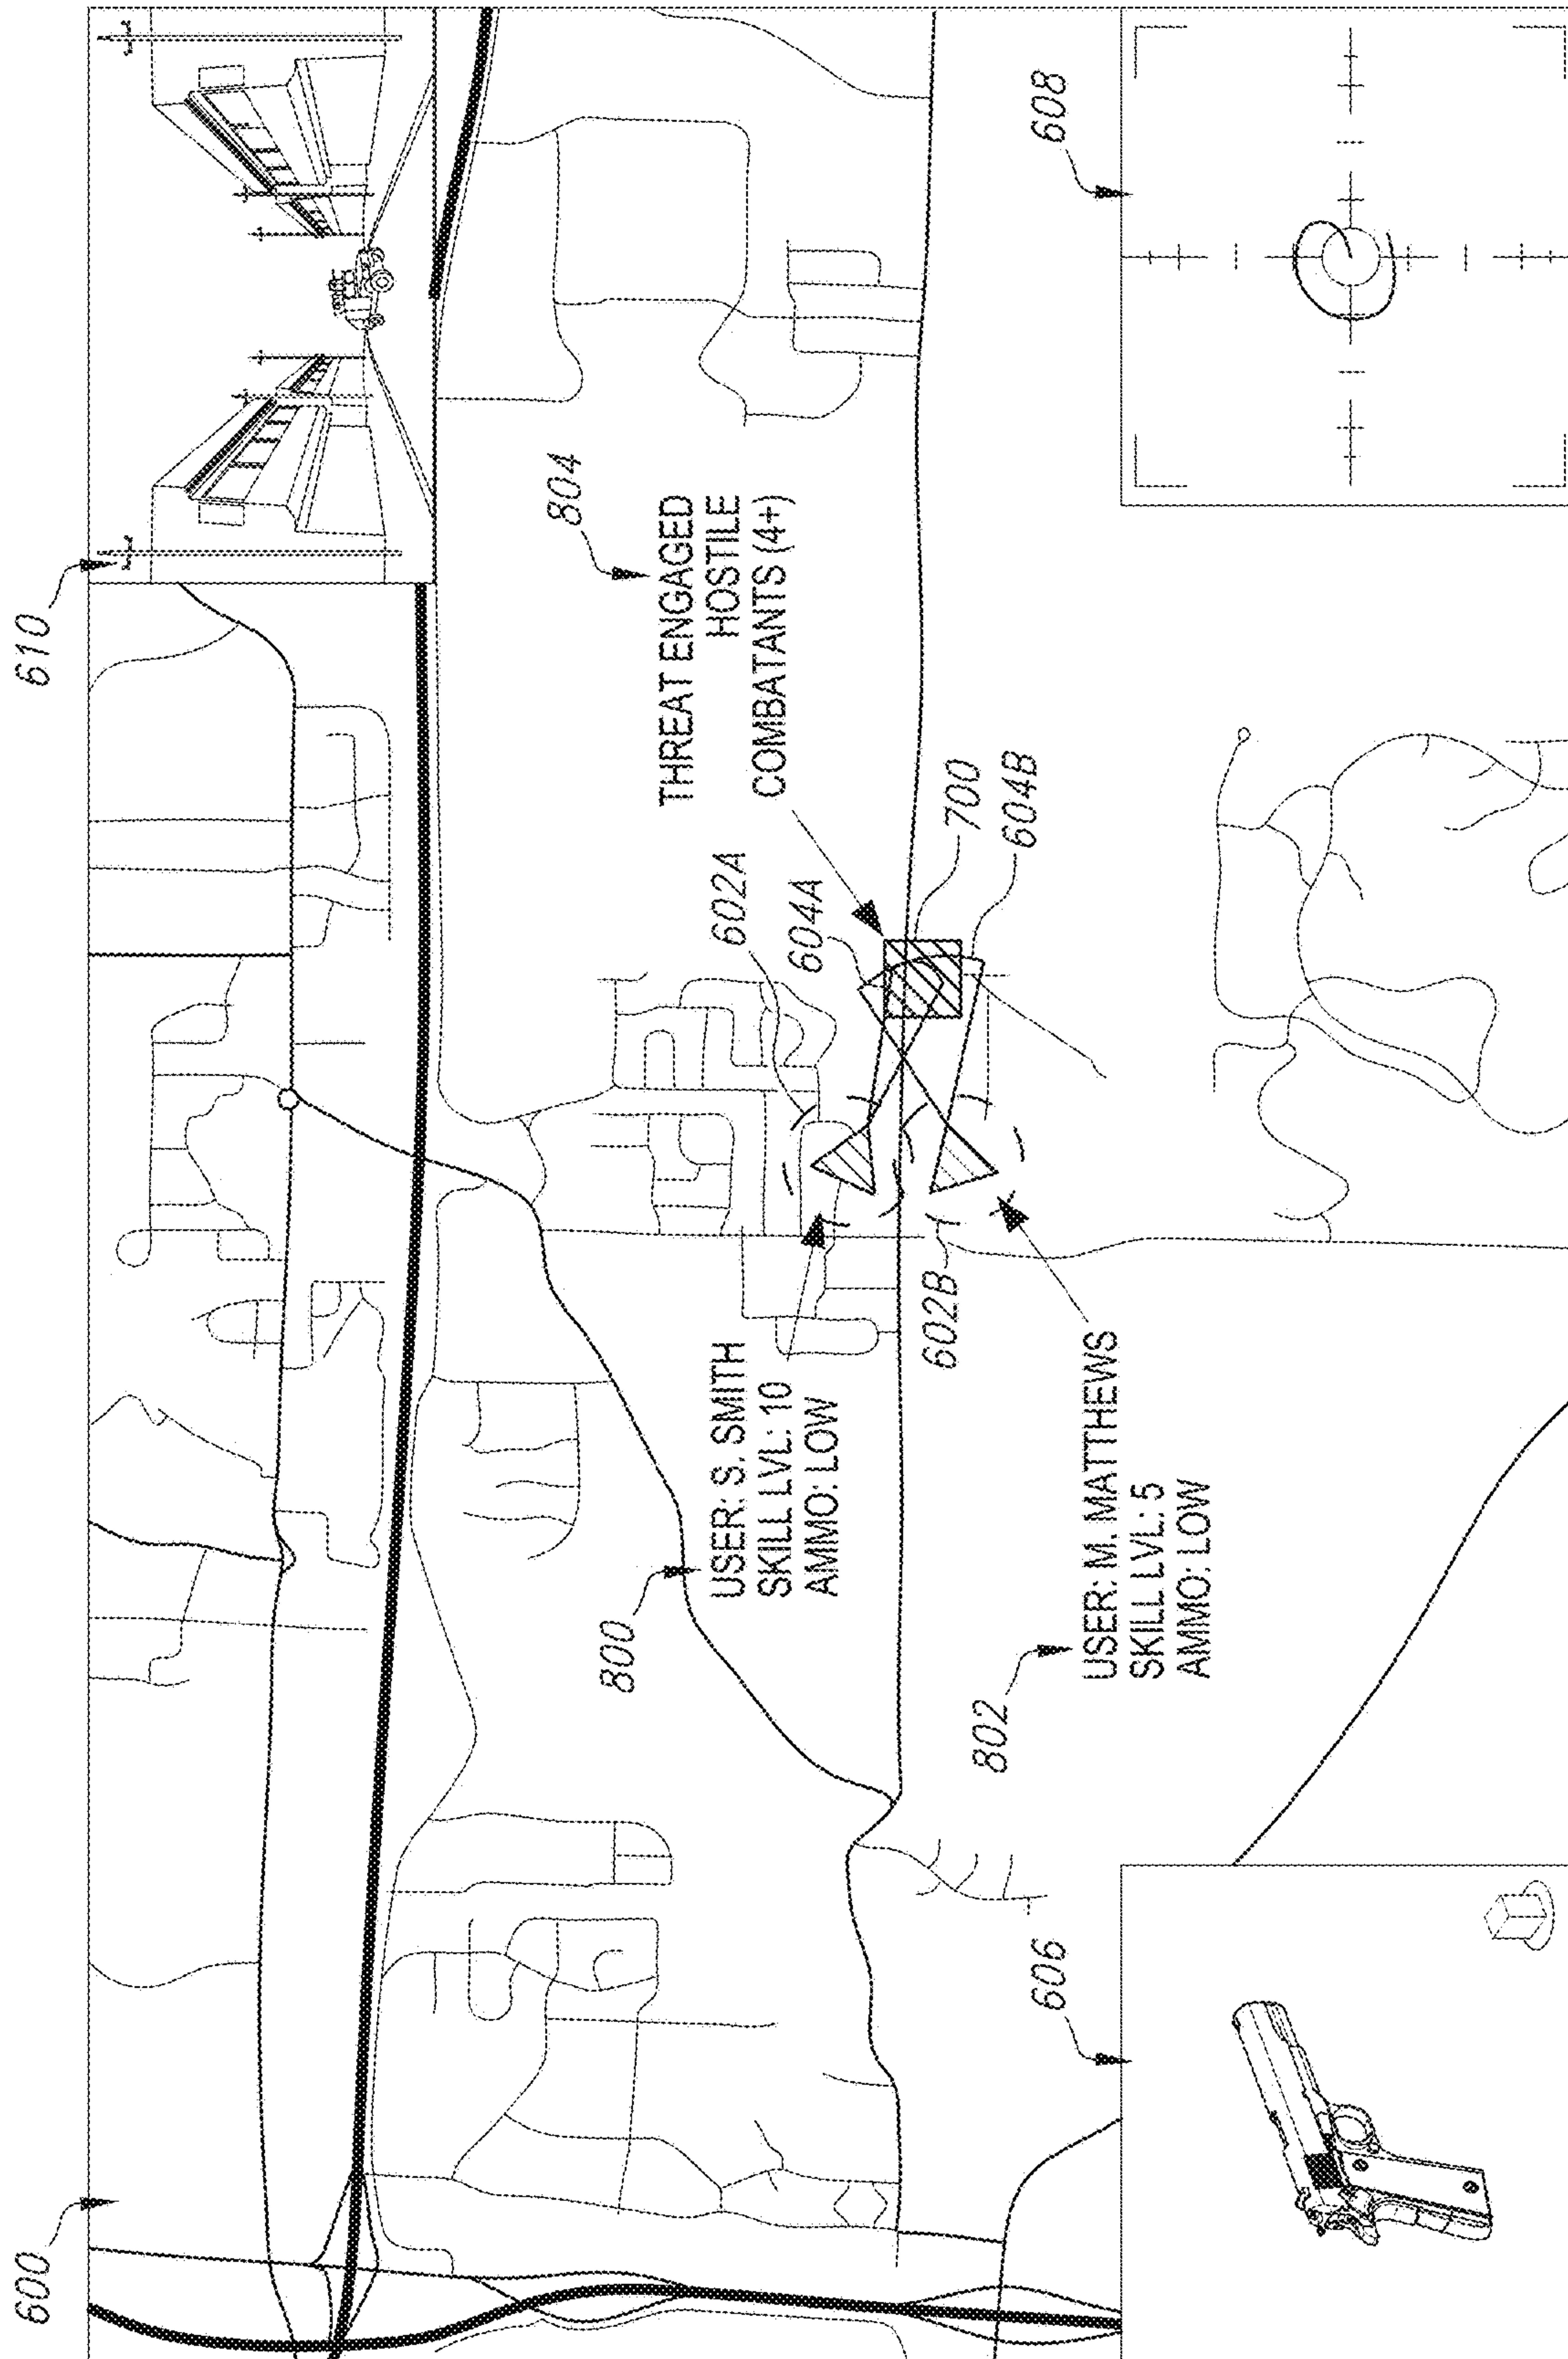 600
610
800
USER: S. SMITH
SKILL LVL: 10
AMMO: LOW
804
THREAT ENGAGED
HOSTILE
COMBATANTS (4+)
602A
604A
700
604B
602B
802
USER: M. MATTHEWS
SKILL LVL: 5
AMMO: LOW
606
608